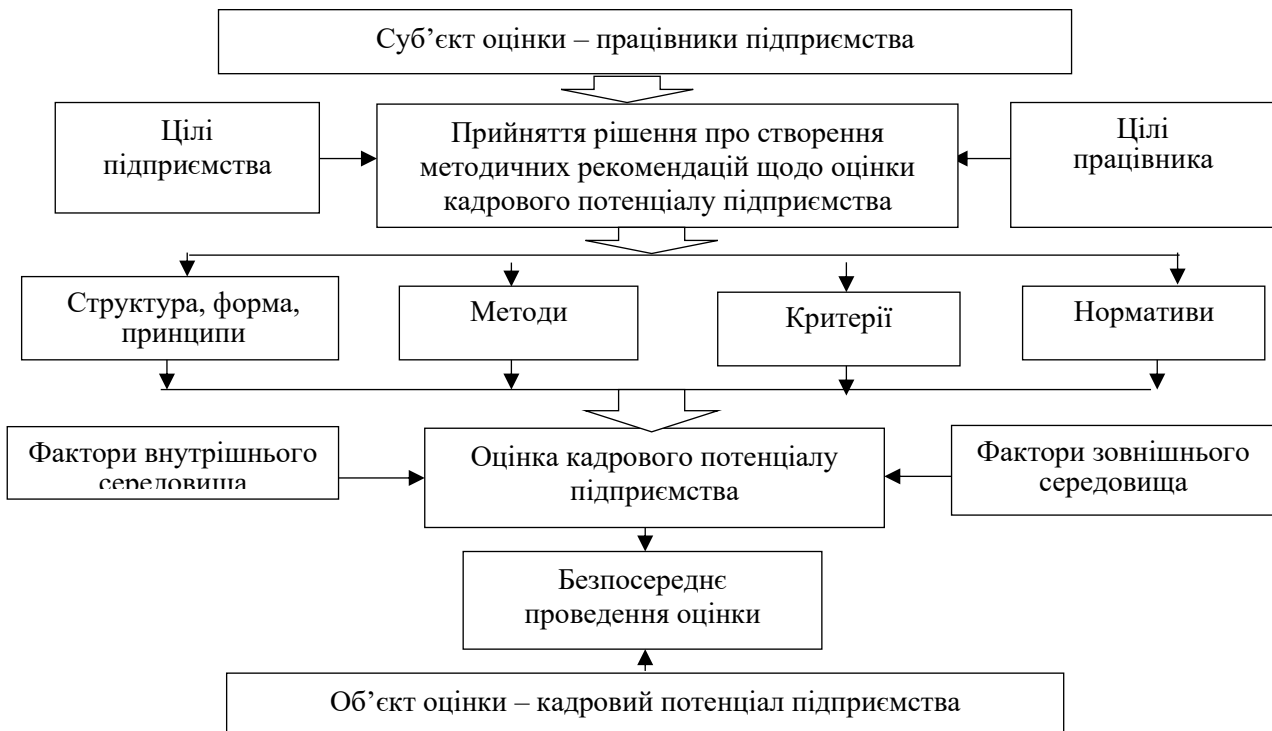 Суб’єкт оцінки – працівники підприємства
Цілі
підприємства
Прийняття рішення про створення
методичних рекомендацій щодо оцінки
кадрового потенціалу підприємства
Цілі
працівника
Структура, форма,
принципи
Методи
Критерії
Нормативи
Фактори внутрішнього
середовища
Оцінка кадрового потенціалу
підприємства
Фактори зовнішнього
середовища
Безпосереднє
проведення оцінки
Об’єкт оцінки – кадровий потенціал підприємства